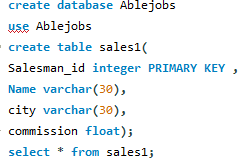 create database Ablejobs
use Ablejobs
create table sales1(
Salesman_id integer PRIMARY KEY ,
Name varchar(30),
city varchar(30),
commission float);
select * from sales1;